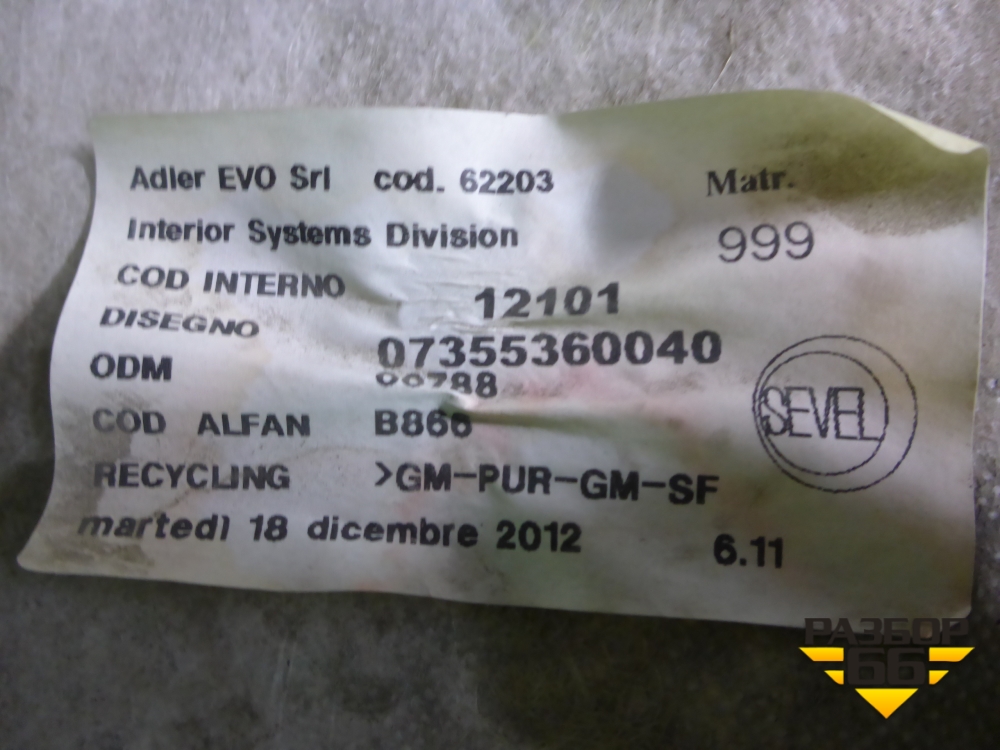 Adler EVO Srl cod. 62203 Matr.
Interior Systems Division 999
COD INTERNO 12101
DISEGNO 07355360040
ODM 00788
COD ALFAN B866
RECYCLING >GM-PUR-GM-SF
martedì 18 dicembre 2012 6.11
SEVEL
РАЗБОР
66